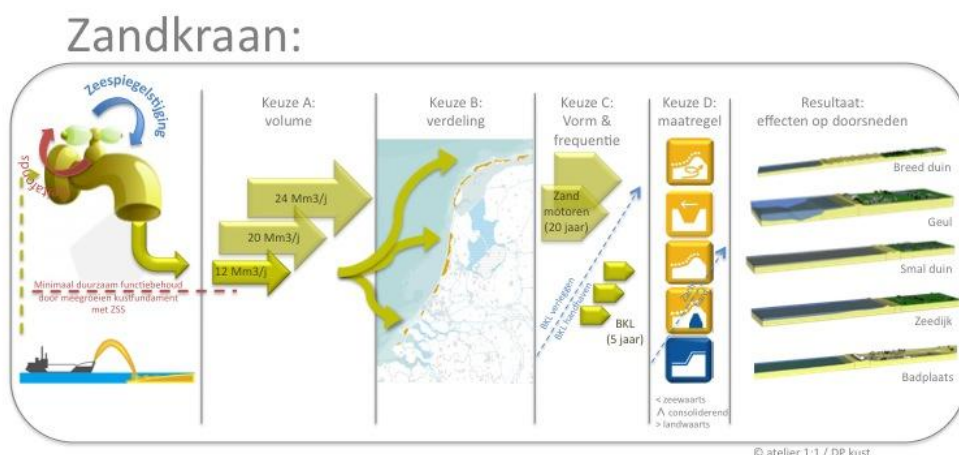 Zandkraan:
Zeespiegelstijging
Minimaal duurzaam functiebehoud
door meegroeien kustfundament
met ZSS
Keuze A:
volume
24 Mm3/j
20 Mm3/j
12 Mm3/j
Keuze B:
verdeling
Keuze C:
Vorm &
frequentie
Zand
motoren
(20 jaar)
BKL verleggen
BKL handhaven
BKL
(5 jaar)
Keuze D:
maatregel
< zeewaarts
Λ consoliderend
> landwaarts
Resultaat:
effecten op doorsneden
Breed duin
Geul
Smal duin
Zeedijk
Badplaats
© atelier 1:1 / DP kust